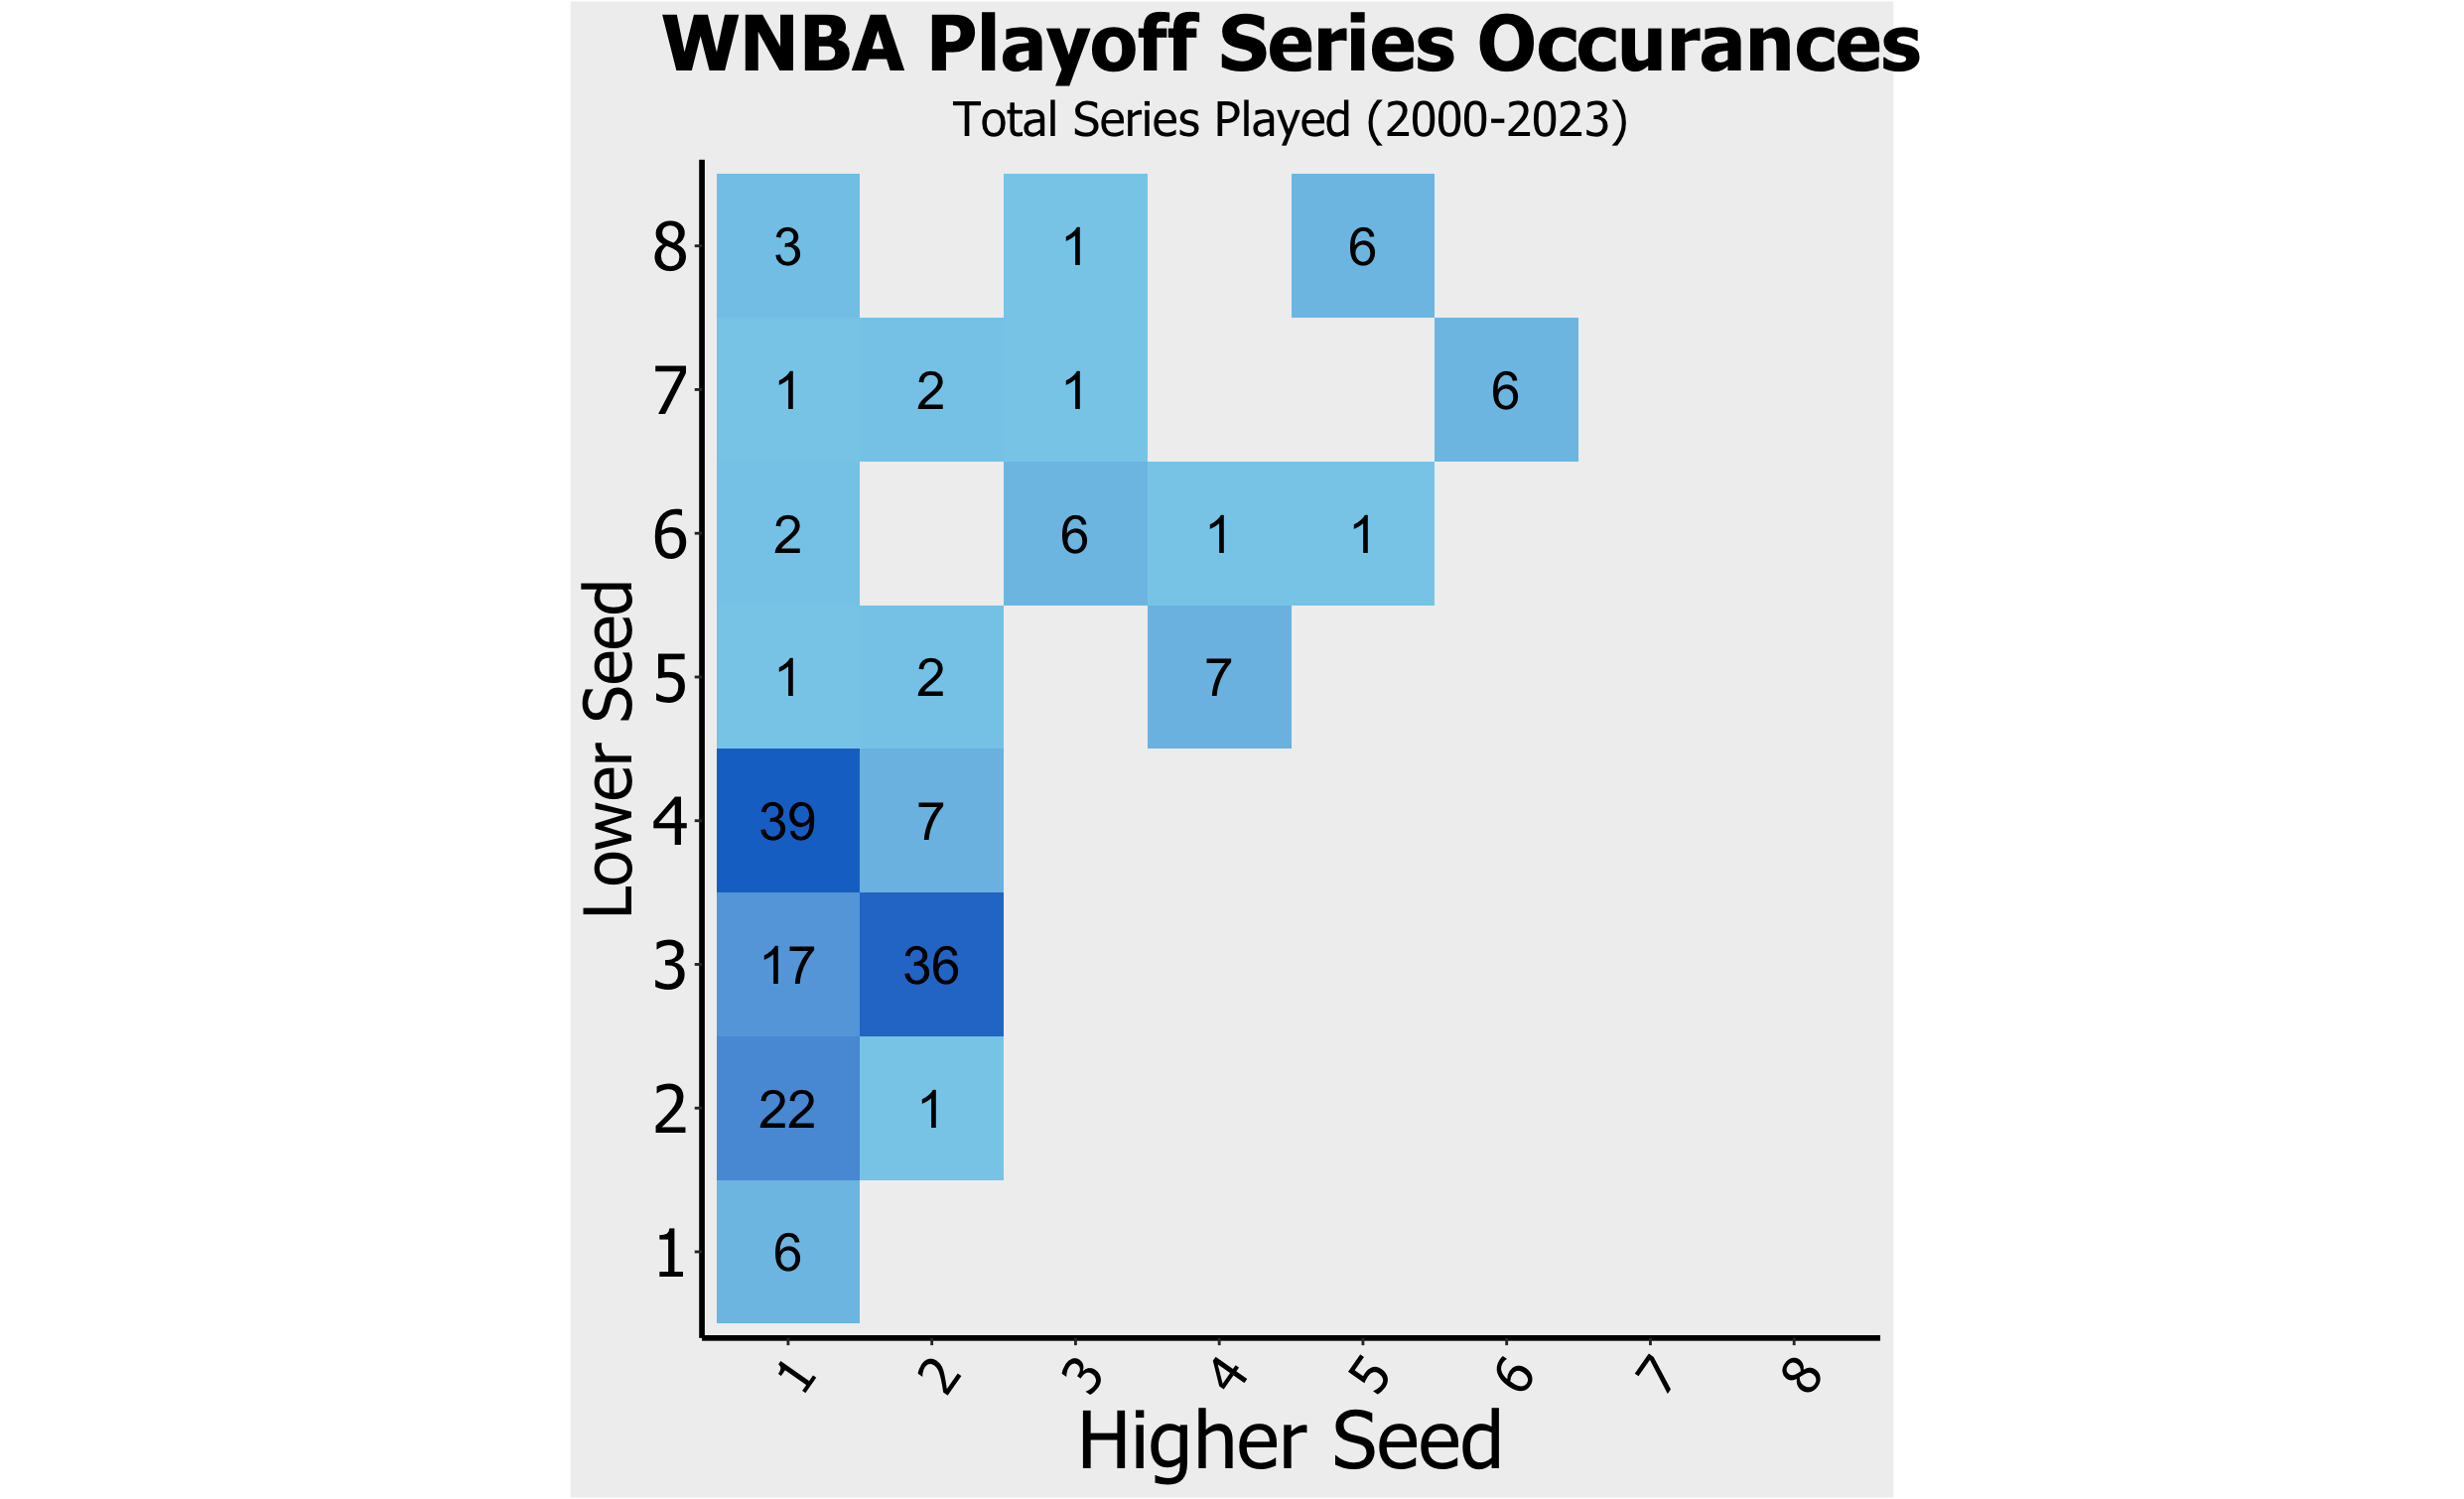 WNBA Playoff Series Occurances
Total Series Played (2000-2023)
Lower Seed
8 3 1 6
7 1 2 1 6
6 2 6 1 1
5 1 2 7
4 39 7
3 17 36
2 22 1
1 6
1 2 3 4 5 6 7 8
Higher Seed